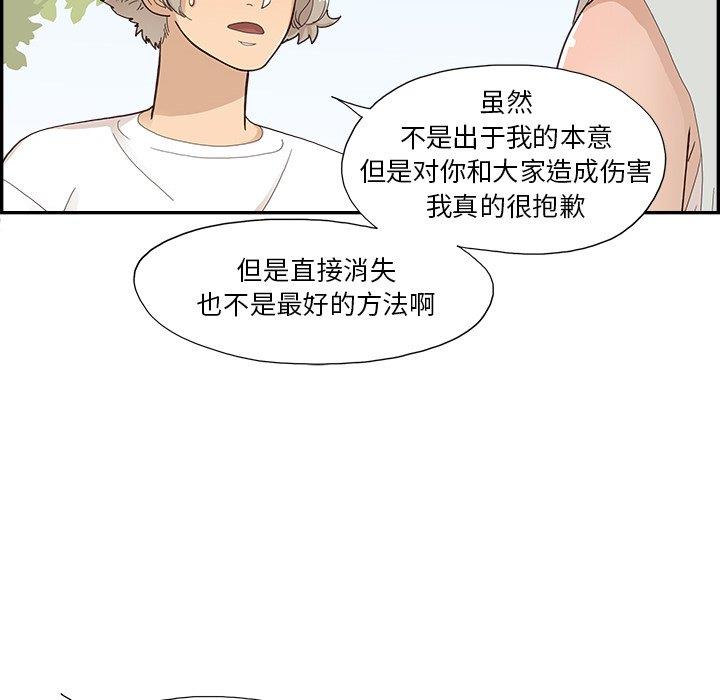 虽然
不是出于我的本意
但是对你和大家造成伤害
我真的很抱歉
但是直接消失
也不是最好的方法啊